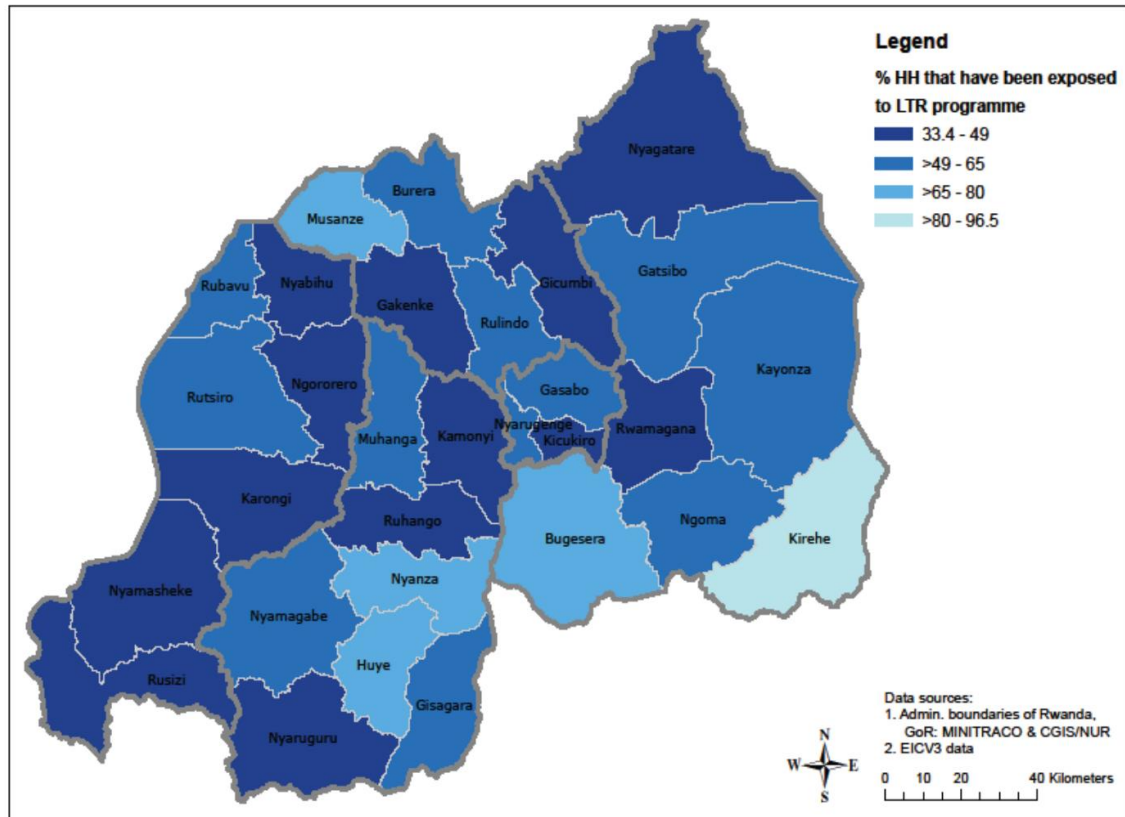 Legend
% HH that have been exposed
to LTR programme
33.4 - 49
>49 - 65
>65 - 80
>80 - 96.5
Nyagatare
Burera
Musanze
Gatsibo
Rubavu
Nyabihu
Gicumbi
Gakenke
Rulindo
Kayonza
Ngororero
Gasabo
Rutsiro
Nyarugenge
Rwamagana
Muhanga
Kamonyi
Kicukiro
Karongi
Ruhango
Ngoma
Bugesera
Kirehe
Nyanza
Nyamasheke
Nyamagabe
Huye
Rusizi
Gisagara
Nyaruguru
Data sources:
1. Admin. boundaries of Rwanda,
GoR: MINITRACO & CGIS/NUR
2. EICV3 data
N
W E
S
0 10 20 40 Kilometers